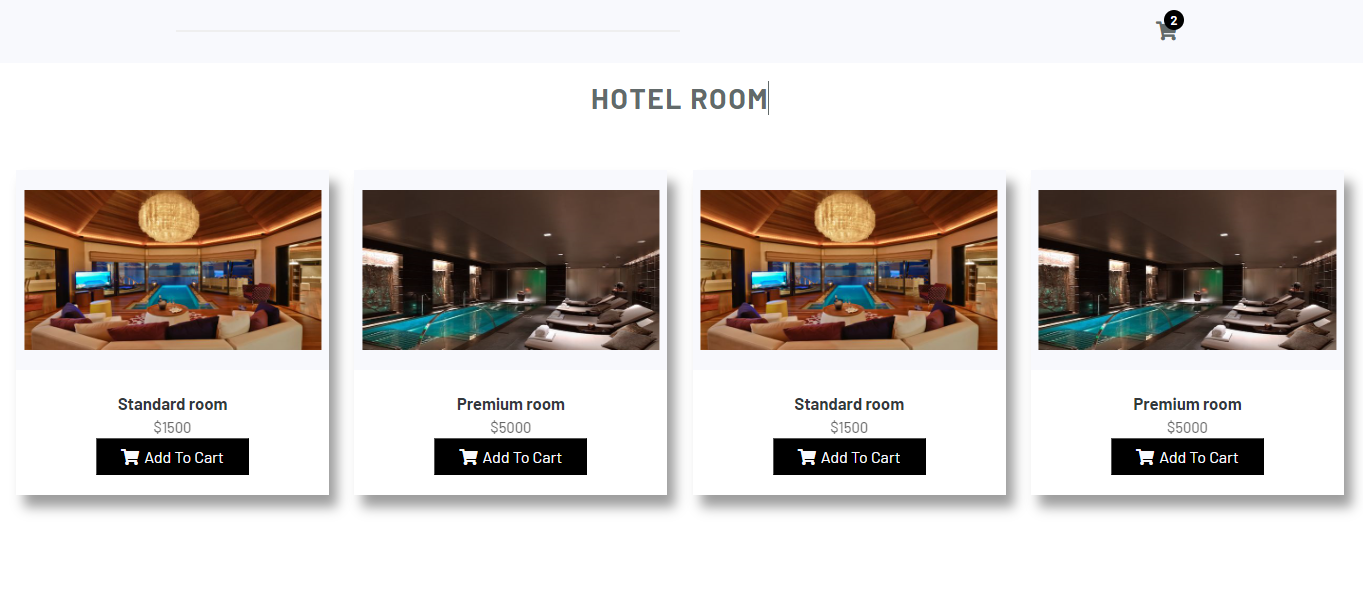 2
HOTEL ROOM
Standard room
$1500
Add To Cart
Premium room
$5000
Add To Cart
Standard room
$1500
Add To Cart
Premium room
$5000
Add To Cart